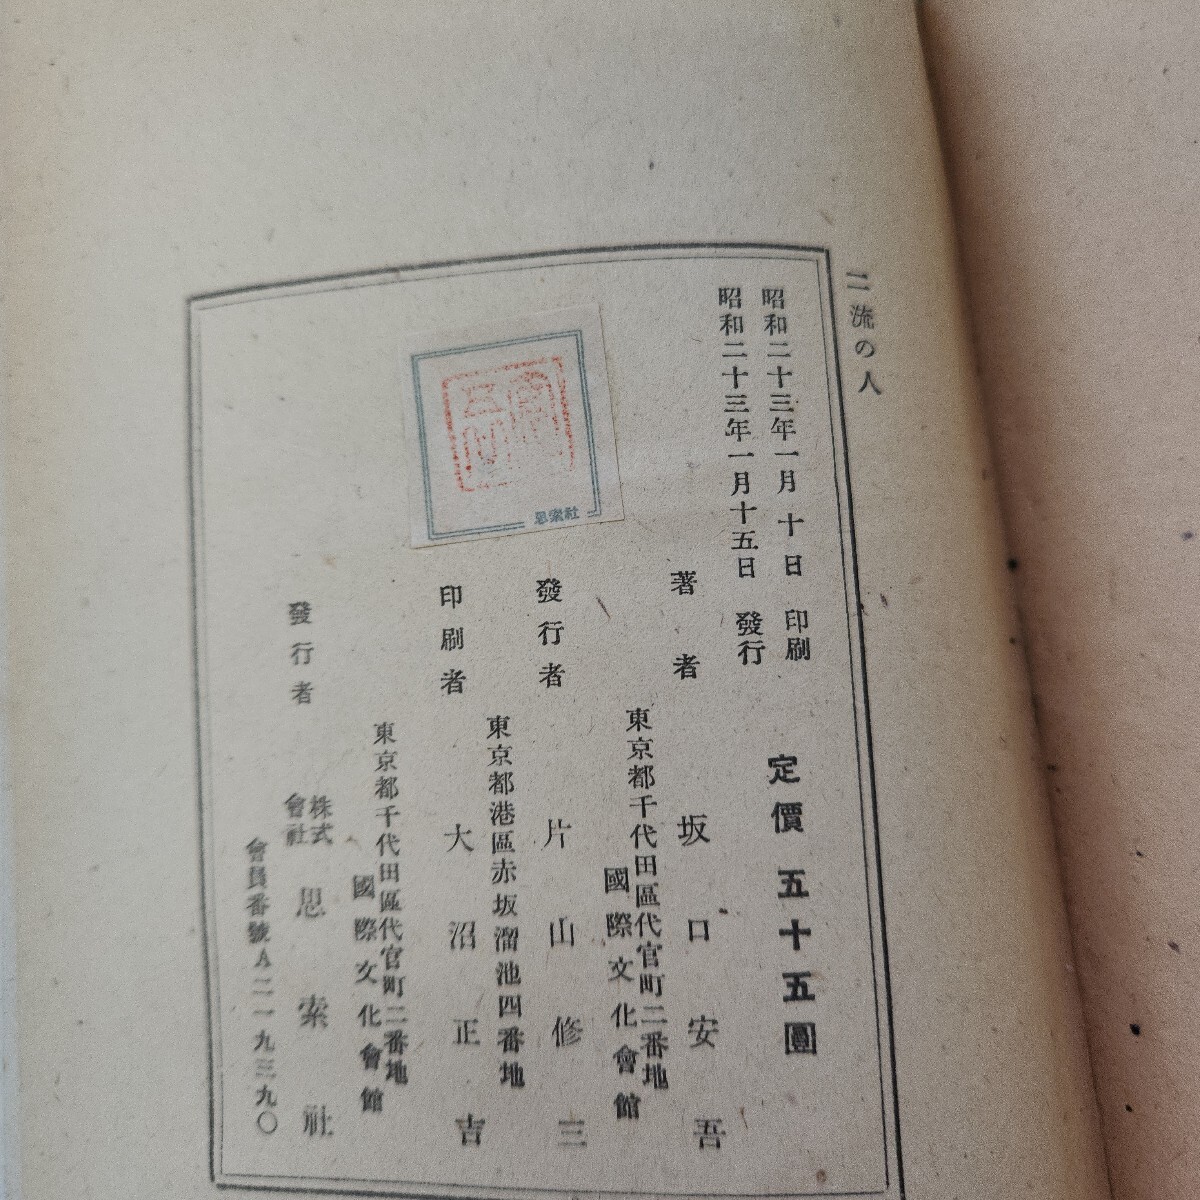 二流の人
昭和二十三年一月 十 日 印刷
昭和二十三年一月十五日 發行
定價 五十五圓
著者 坂口安吾
東京都千代田區代官町二番地
國際文化會館
發行者 片山修三
東京都港區赤坂溜池四番地
印刷者 大沼正吉
東京都千代田區代官町二番地
國際文化會館
發行者 株式會社 思索社
會員番號A二一九三九〇
思索社